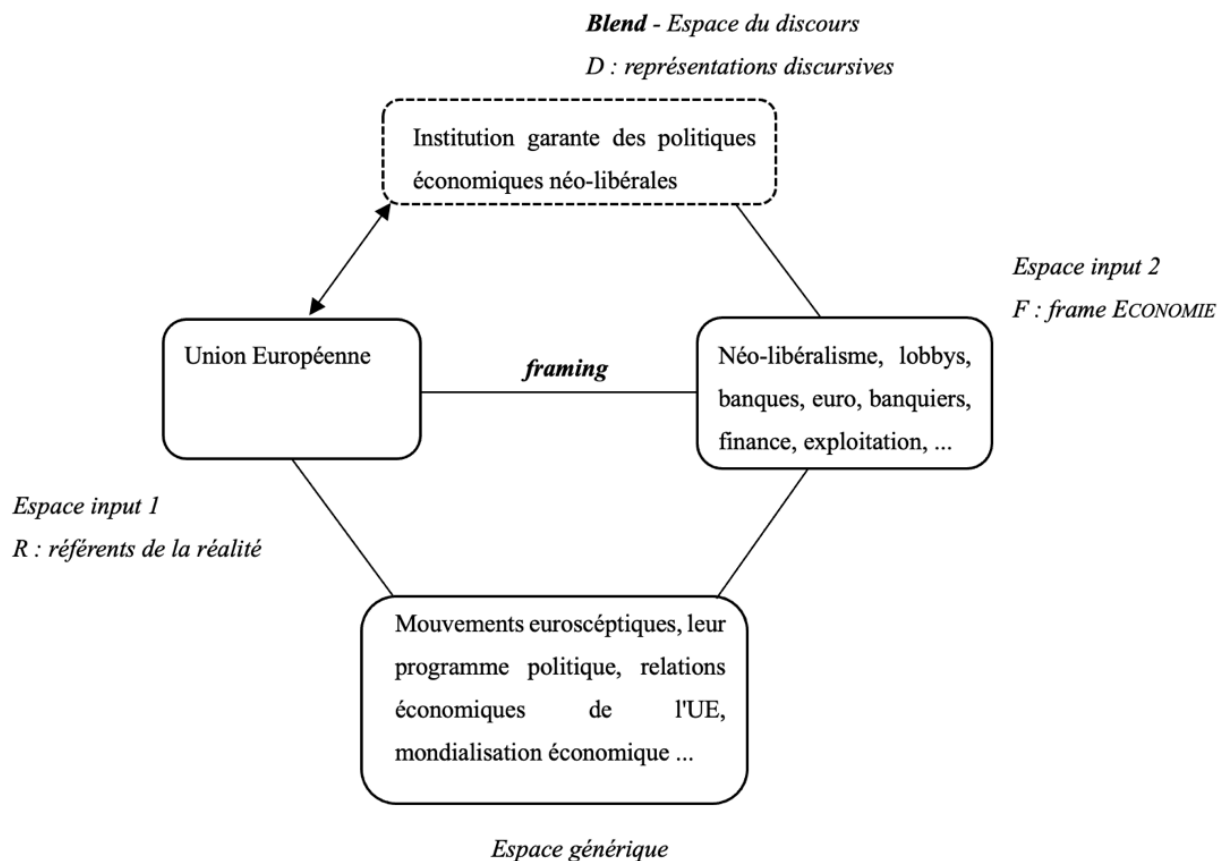 Blend - Espace du discours
D : représentations discursives
Institution garante des politiques
économiques néo-libérales
Espace input 2
F : frame ECONOMIE
Union Européenne
framing
Néo-libéralisme, lobbys,
banques, euro, banquiers,
finance, exploitation, ...
Espace input 1
R : référents de la réalité
Mouvements euroscéptiques, leur
programme politique, relations
économiques de l'UE,
mondialisation économique ...
Espace générique